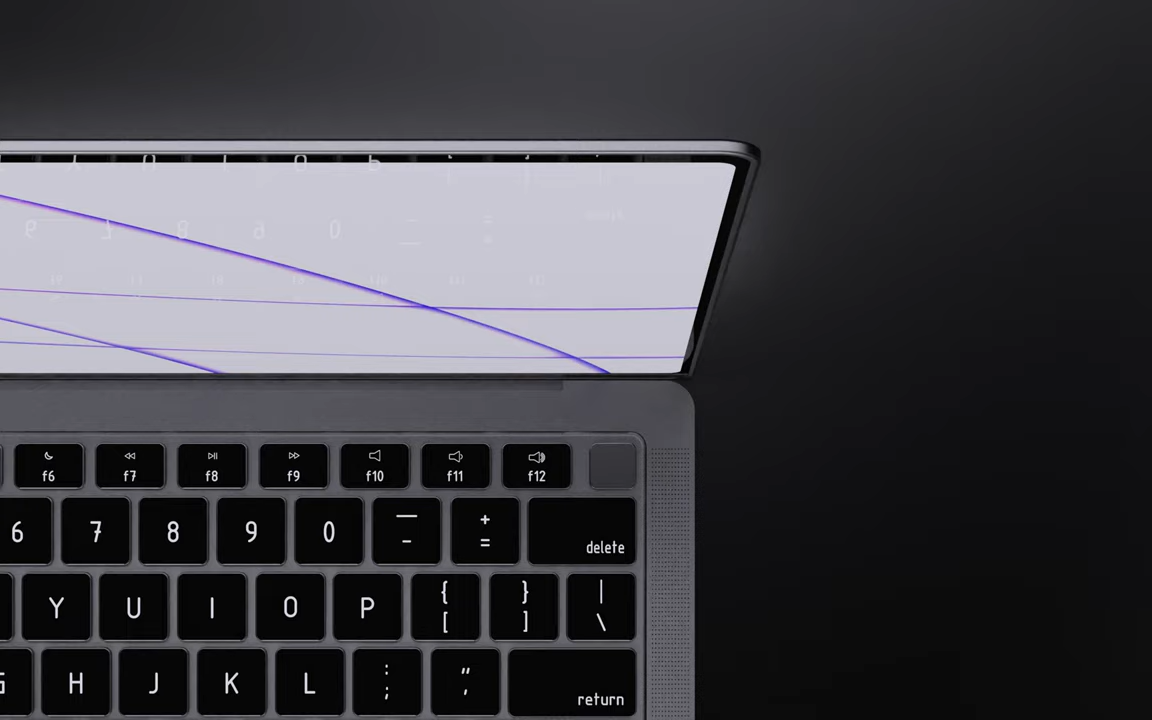 f6 f7 f8 f9 f10 f11 f12
6 7 8 9 0 — - + =
delete
Y U I O P { [ } ] | \
G H J K L : ; “ ‘
return